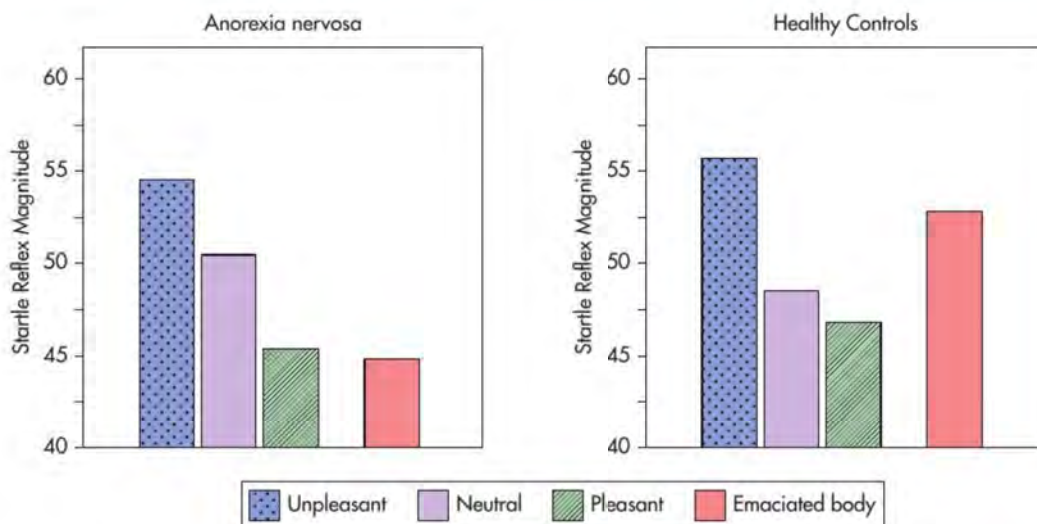 Anorexia nervosa
Healthy Controls
Startle Reflex Magnitude
60
55
50
45
40
Startle Reflex Magnitude
60
55
50
45
40
Unpleasant Neutral Pleasant Emaciated body